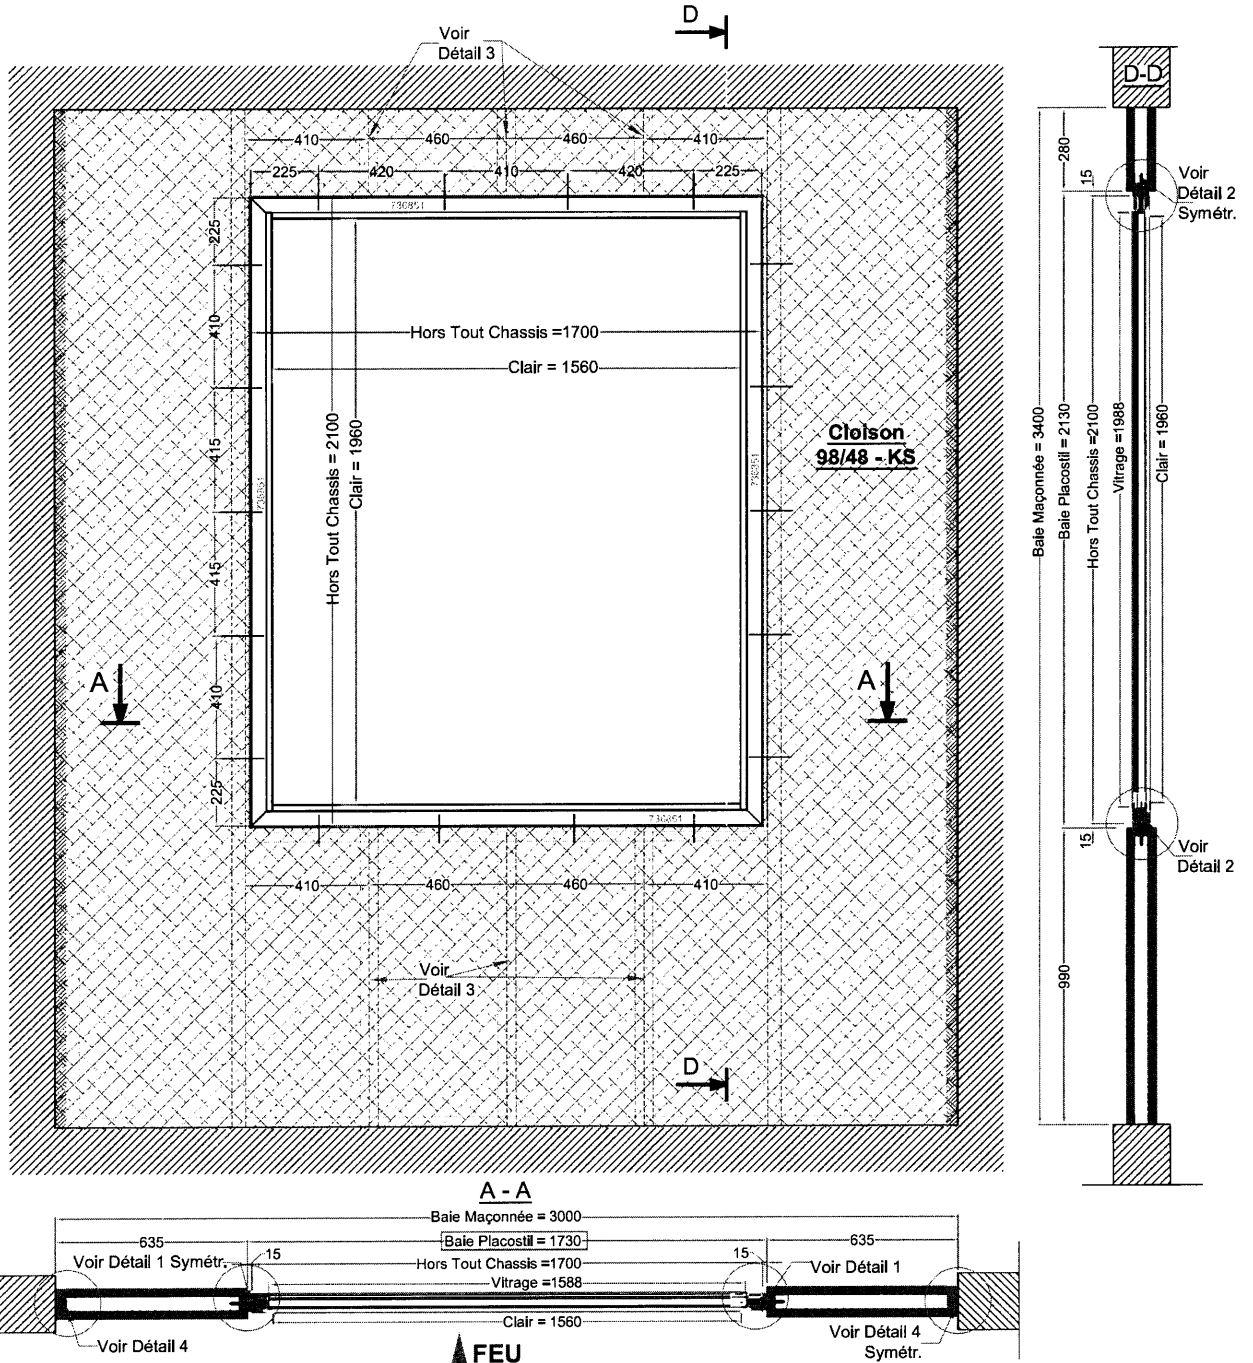 D
Voir
Détail 3
D-D
410
460
460
410
225
420
410
420
225
280
15
Voir
Détail 2
Symétr.
225
410
415
415
410
225
736851
Hors Tout Chassis =1700
Clair = 1560
Hors Tout Chassis = 2100
Clair = 1960
Cloison
98/48 - KS
Baie Maçonnée = 3400
Baie Placostil = 2130
Hors Tout Chassis =2100
Vitrage =1988
Clair = 1960
A
A
15
Voir
Détail 2
410
460
460
410
Voir
Détail 3
990
D
A - A
Baie Maçonnée = 3000
635
Baie Placostil = 1730
635
Voir Détail 1 Symétr.
15
Hors Tout Chassis =1700
15
Voir Détail 1
Vitrage =1588
Clair = 1560
Voir Détail 4
Voir Détail 4
Symétr.
FEU